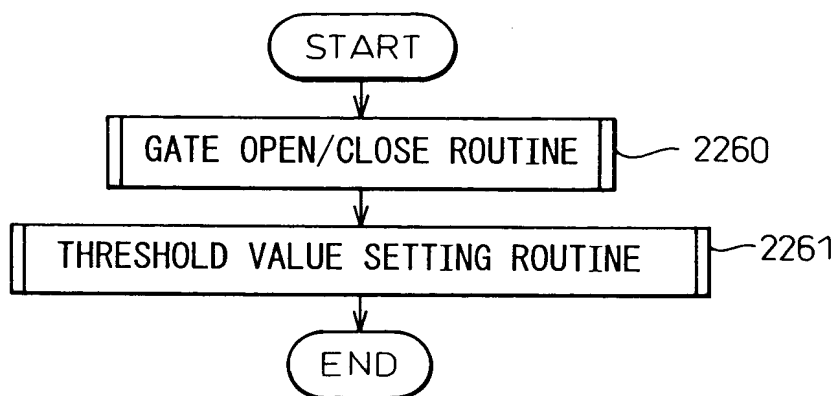 START
GATE OPEN/CLOSE ROUTINE
2260
THRESHOLD VALUE SETTING ROUTINE
2261
END